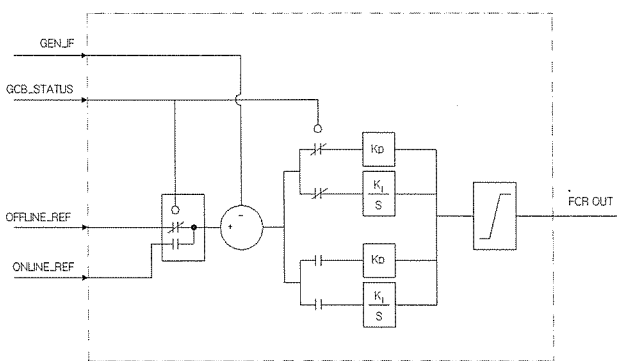 GEN_IF
GCB_STATUS
OFFLINE_REF
ONLINE_REF
+
−
KP
KI
S
KP
KI
S
FCR OUT